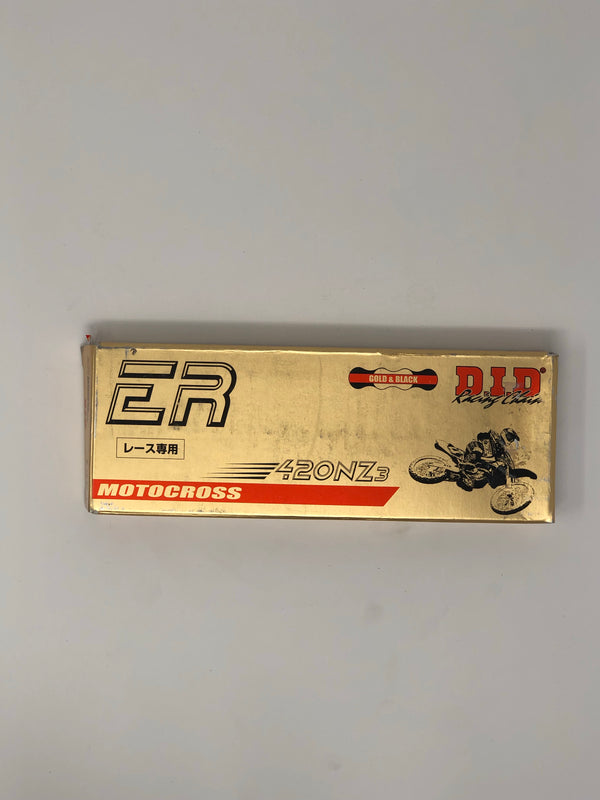 ER
GOLD & BLACK
D.I.D®
Racing Chain
レース専用
420NZ3
MOTOCROSS